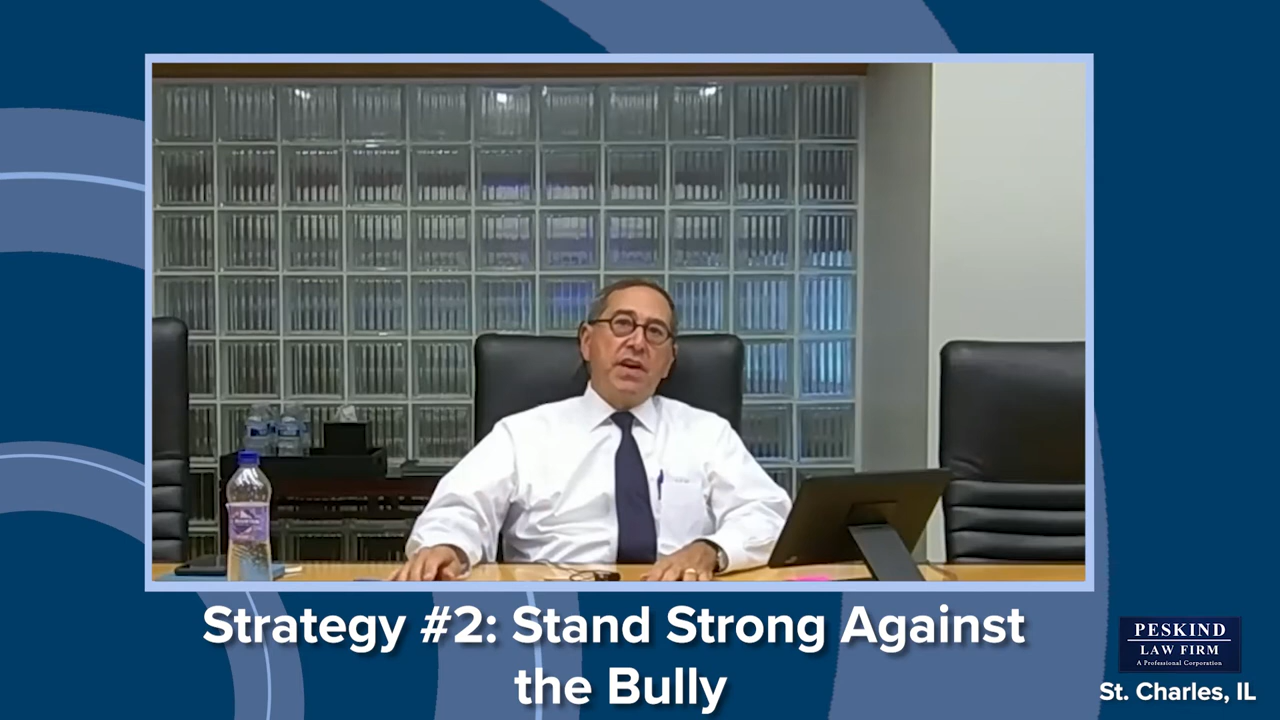 Strategy #2: Stand Strong Against
the Bully
PESKIND
LAW FIRM
A Professional Corporation
St. Charles, IL